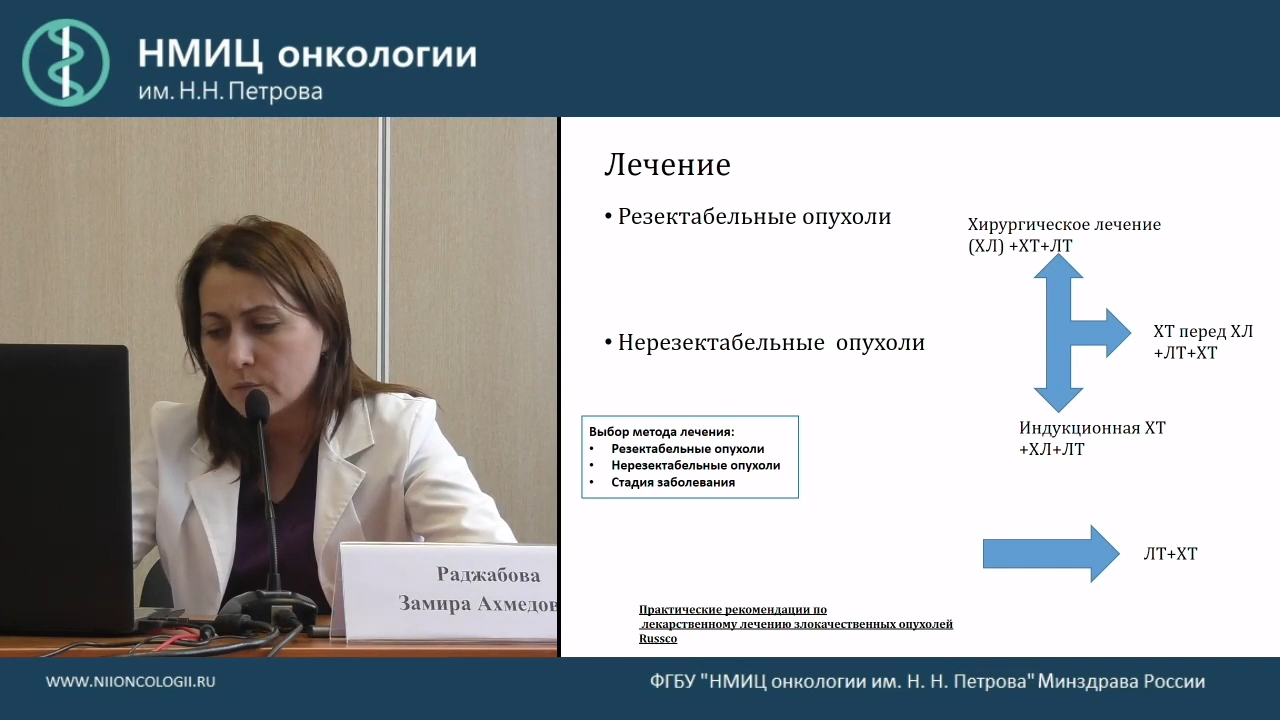 НМИЦ онкологии
им. Н.Н. Петрова
Раджабова
Замира Ахмедов
Лечение
• Резектабельные опухоли
Хирургическое лечение
(ХЛ) +ХТ+ЛТ
ХТ перед ХЛ
+ЛТ+ХТ
• Нерезектабельные опухоли
Индукционная ХТ
+ХЛ+ЛТ
Выбор метода лечения:
• Резектабельные опухоли
• Нерезектабельные опухоли
• Стадия заболевания
ЛТ+ХТ
Практические рекомендации по
лекарственному лечению злокачественных опухолей
Russco
WWW.NIIONCOLOGII.RU
ФГБУ "НМИЦ онкологии им. Н. Н. Петрова" Минздрава России